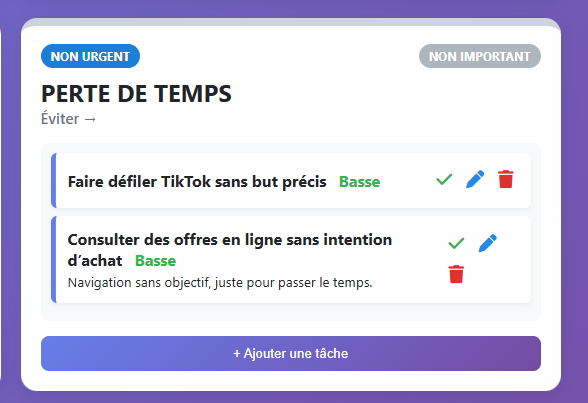 NON URGENT
NON IMPORTANT
PERTE DE TEMPS
Éviter →
Faire défiler TikTok sans but précis Basse
Consulter des offres en ligne sans intention
d'achat Basse
Navigation sans objectif, juste pour passer le temps.
+ Ajouter une tâche